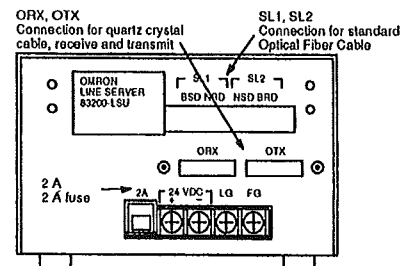 ORX, OTX
Connection for quartz crystal
cable, receive and transmit
SL1, SL2
Connection for standard
Optical Fiber Cable
OMRON
LINE SERVER
83200-LSU
SL1 SL2
BSD NRD NSD BRD
ORX OTX
2 A
2 A fuse
2A 24 VDC LG FG
+ −